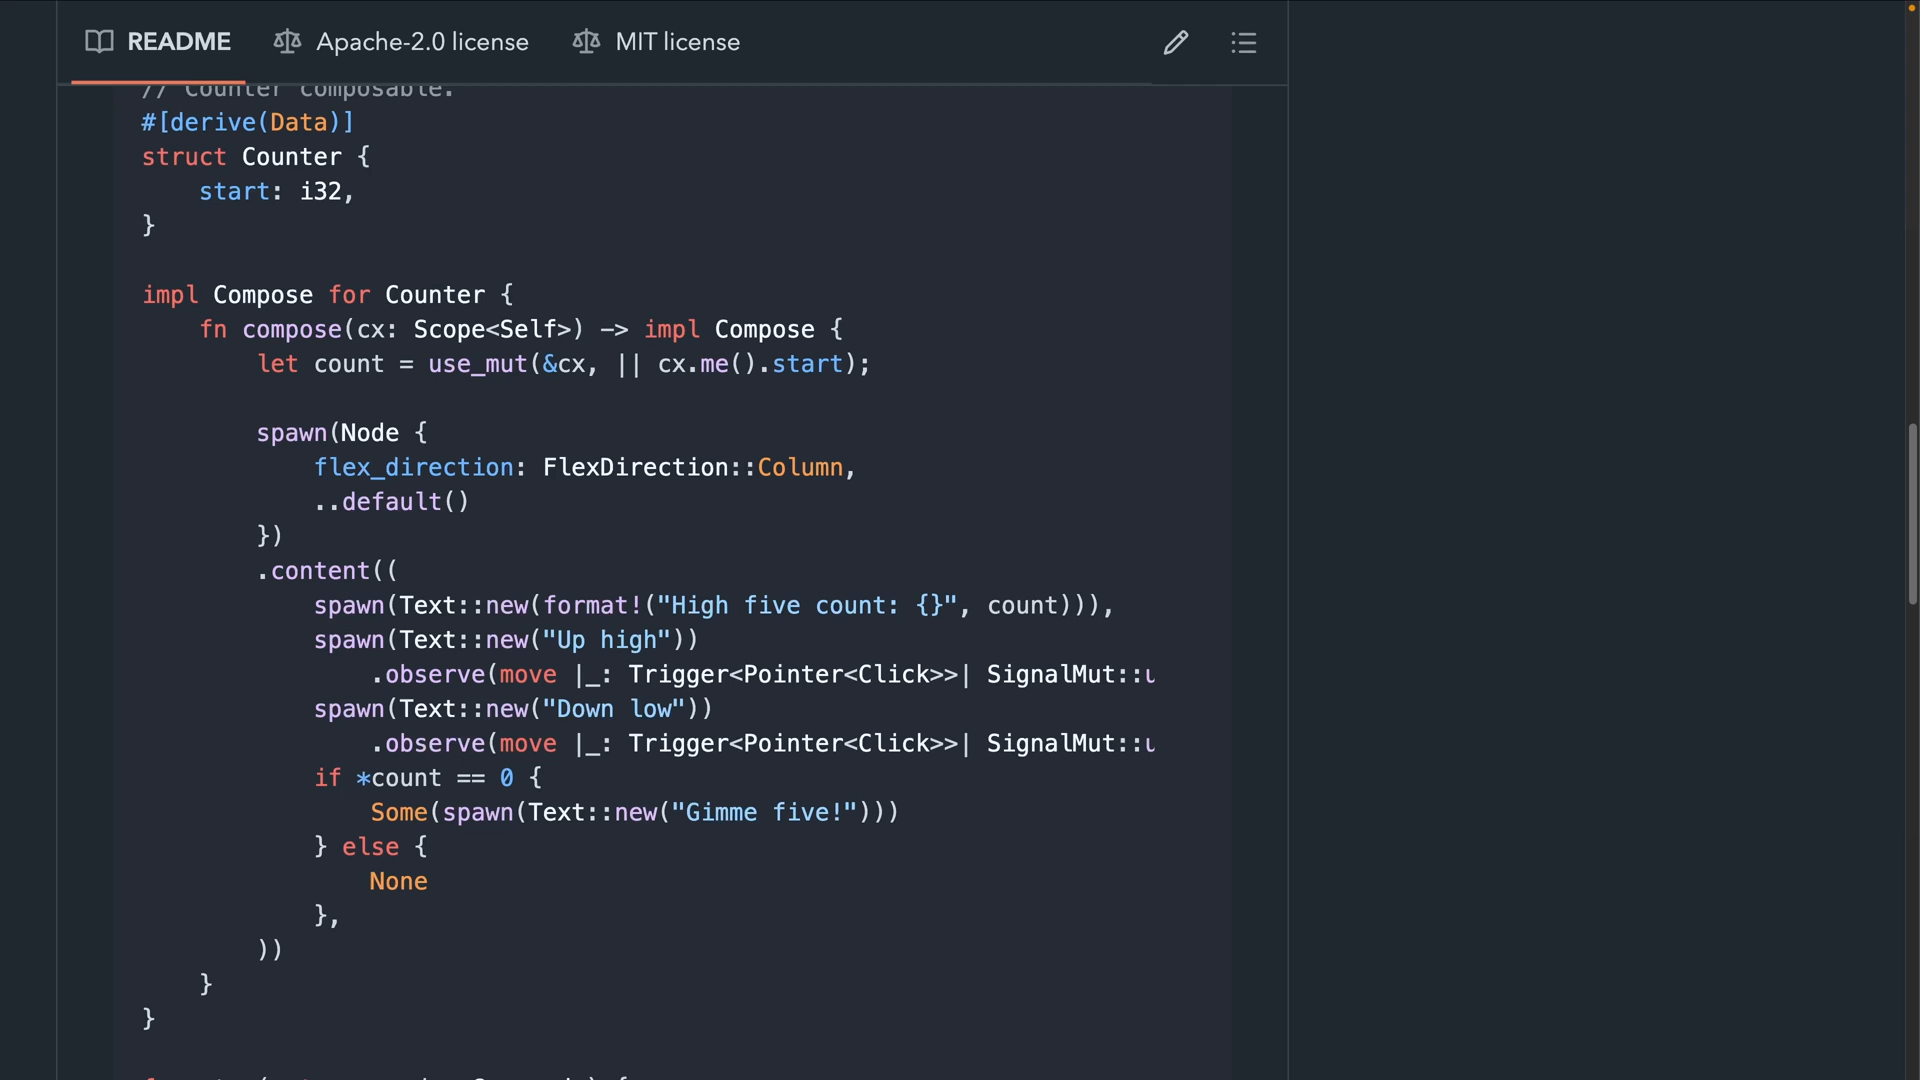 README Apache-2.0 license MIT license
// Counter composable.
#[derive(Data)]
struct Counter {
    start: i32,
}
impl Compose for Counter {
    fn compose(cx: Scope<Self>) -> impl Compose {
        let count = use_mut(&cx, || cx.me().start);
        spawn(Node {
            flex_direction: FlexDirection::Column,
            ..default()
        })
        .content((
            spawn(Text::new(format!("High five count: {}", count))),
            spawn(Text::new("Up high"))
                .observe(move |_: Trigger<Pointer<Click>>| SignalMut::
            spawn(Text::new("Down low"))
                .observe(move |_: Trigger<Pointer<Click>>| SignalMut::
            if *count == 0 {
                Some(spawn(Text::new("Gimme five!")))
            } else {
                None
            },
        ))
    }
}